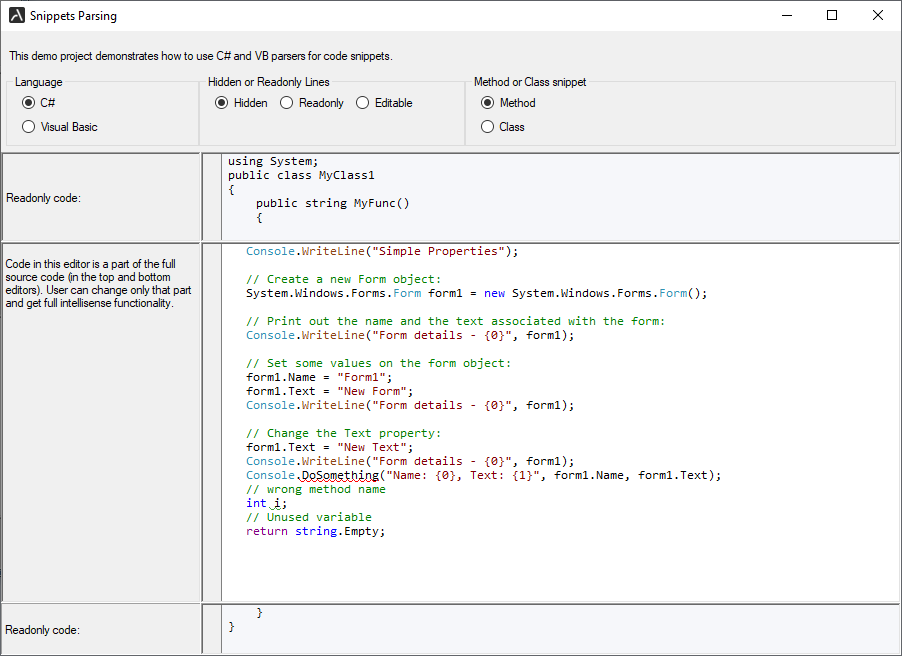 Snippets Parsing
This demo project demonstrates how to use C# and VB parsers for code snippets.
Language
C#
Visual Basic
Hidden or Readonly Lines
Hidden
Readonly
Editable
Method or Class snippet
Method
Class
Readonly code:
using System;
public class MyClass1
{
    public string MyFunc()
    {
Code in this editor is a part of the full
source code (in the top and bottom
editors). User can change only that part
and get full intellisense functionality.
Console.WriteLine("Simple Properties");
// Create a new Form object:
System.Windows.Forms.Form form1 = new System.Windows.Forms.Form();
// Print out the name and the text associated with the form:
Console.WriteLine("Form details - {0}", form1);
// Set some values on the form object:
form1.Name = "Form1";
form1.Text = "New Form";
Console.WriteLine("Form details - {0}", form1);
// Change the Text property:
form1.Text = "New Text";
Console.WriteLine("Form details - {0}", form1);
Console.DoSomething("Name: {0}, Text: {1}", form1.Name, form1.Text);
// wrong method name
int i;
// Unused variable
return string.Empty;
Readonly code:
    }
}